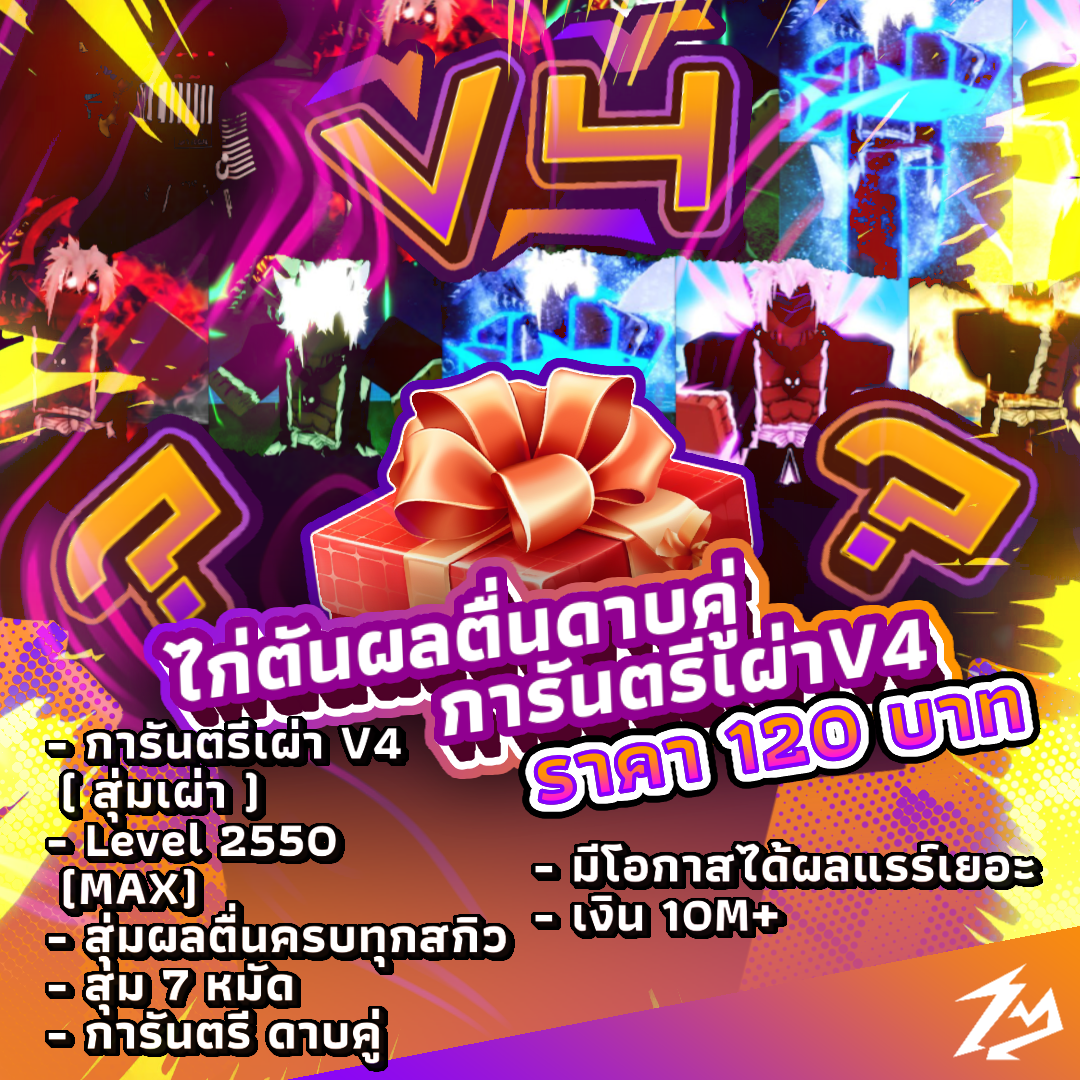 V4
?
?
ไก่ตันผลตื่นดาบคู่
การันตรีเผ่าV4
ราคา 120 บาท
- การันตรีเผ่า V4
( สุ่มเผ่า )
- Level 2550
(MAX)
- สุ่มผลตื่นครบทุกสกิว
- สุ่ม 7 หมัด
- การันตรี ดาบคู่
- มีโอกาสได้ผลแรร์เยอะ
- เงิน 10M+
ZM